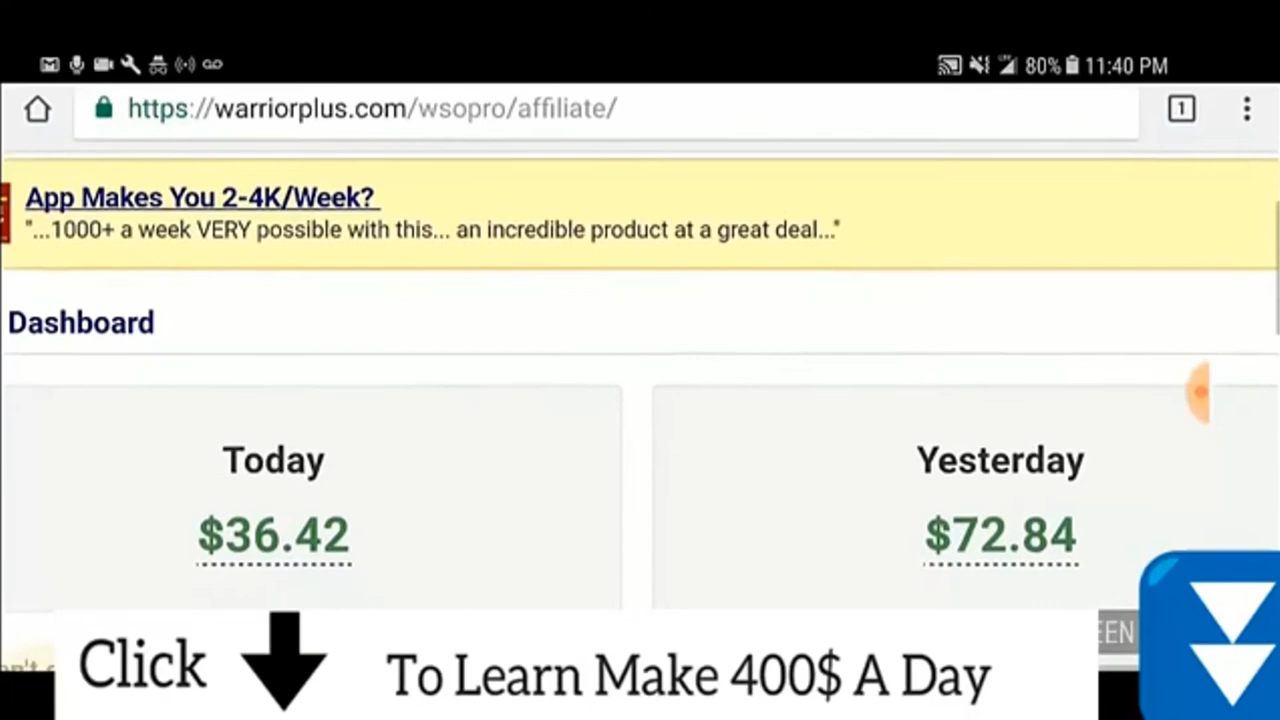 80% 11:40 PM
https://warriorplus.com/wsopro/affiliate/
1
App Makes You 2-4K/Week?
"...1000+ a week VERY possible with this... an incredible product at a great deal..."
Dashboard
Today
Yesterday
$36.42
$72.84
Click
To Learn Make 400$ A Day